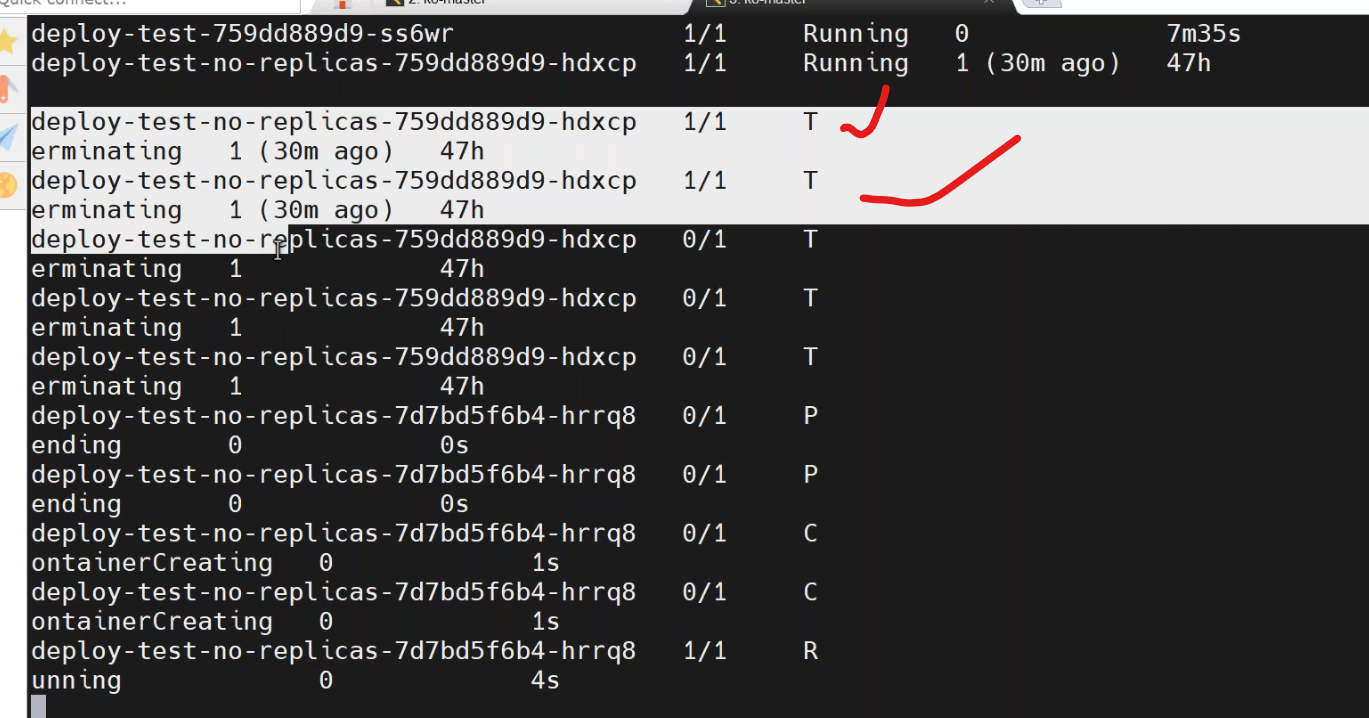 Quick connect...
2. k8-master
3. k8-master
deploy-test-759dd889d9-ss6wr 1/1 Running 0 7m35s
deploy-test-no-replicas-759dd889d9-hdxcp 1/1 Running 1 (30m ago) 47h
deploy-test-no-replicas-759dd889d9-hdxcp 1/1 T
erminating 1 (30m ago) 47h
deploy-test-no-replicas-759dd889d9-hdxcp 1/1 T
erminating 1 (30m ago) 47h
deploy-test-no-replicas-759dd889d9-hdxcp 0/1 T
erminating 1 47h
deploy-test-no-replicas-759dd889d9-hdxcp 0/1 T
erminating 1 47h
deploy-test-no-replicas-759dd889d9-hdxcp 0/1 T
erminating 1 47h
deploy-test-no-replicas-7d7bd5f6b4-hrrq8 0/1 P
ending 0 0s
deploy-test-no-replicas-7d7bd5f6b4-hrrq8 0/1 P
ending 0 0s
deploy-test-no-replicas-7d7bd5f6b4-hrrq8 0/1 C
ontainerCreating 0 1s
deploy-test-no-replicas-7d7bd5f6b4-hrrq8 0/1 C
ontainerCreating 0 1s
deploy-test-no-replicas-7d7bd5f6b4-hrrq8 1/1 R
unning 0 4s